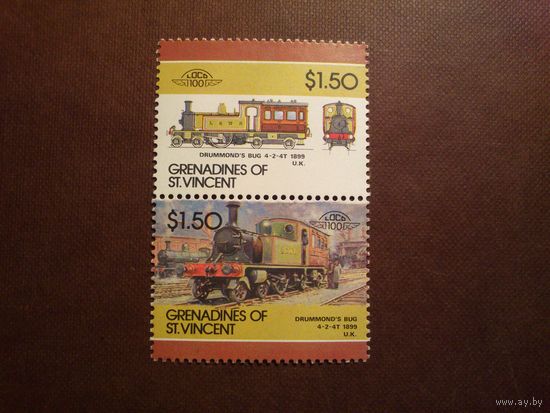 LOCO
100
$1.50
L&SWR
DRUMMOND'S BUG 4-2-4T 1899
U.K.
GRENADINES OF
ST.VINCENT
$1.50
LOCO
100
GRENADINES OF
ST.VINCENT
DRUMMOND'S BUG
4-2-4T 1899
U.K.
www.ay.by